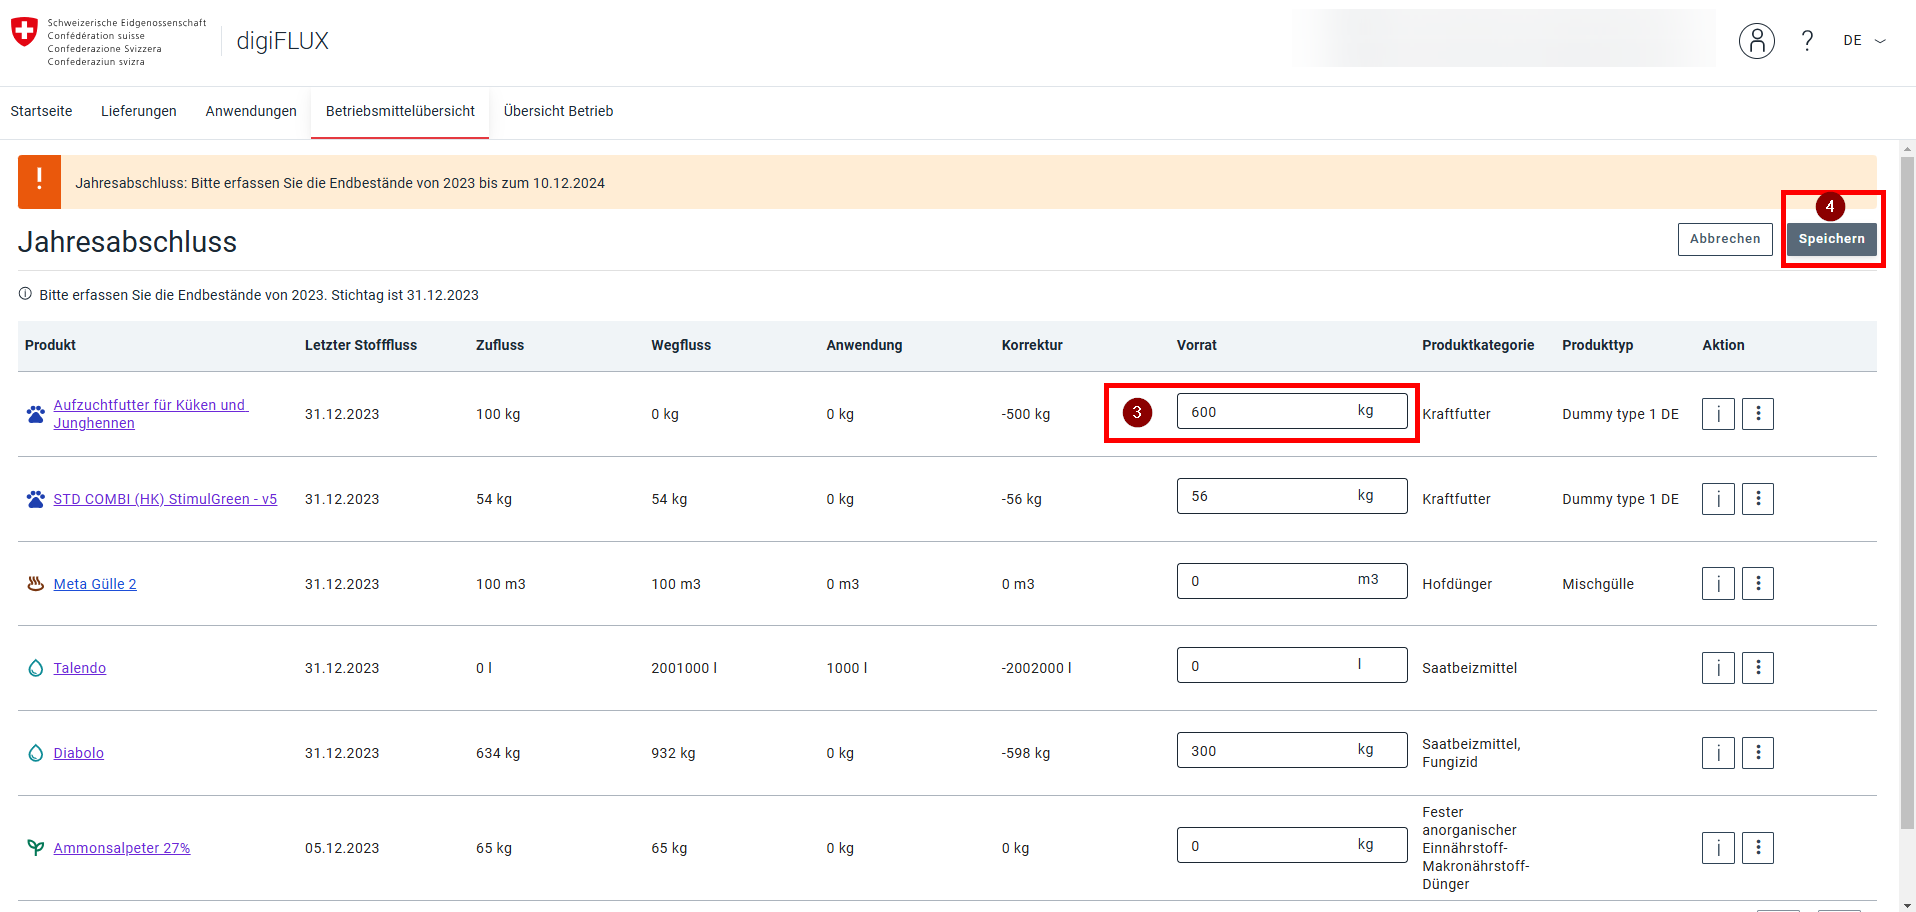 Schweizerische Eidgenossenschaft
Confédération suisse
Confederazione Svizzera
Confederaziun svizra
digiFLUX
?
DE
Startseite Lieferungen Anwendungen Betriebsmittelübersicht Übersicht Betrieb
! Jahresabschluss: Bitte erfassen Sie die Endbestände von 2023 bis zum 10.12.2024
4
Jahresabschluss Abbrechen Speichern
Bitte erfassen Sie die Endbestände von 2023. Stichtag ist 31.12.2023
Produkt Letzter Stofffluss Zufluss Wegfluss Anwendung Korrektur Vorrat Produktkategorie Produkttyp Aktion
Aufzuchtfutter für Küken und
Junghennen
31.12.2023 100 kg 0 kg 0 kg -500 kg 3 600 kg Kraftfutter Dummy type 1 DE i
STD COMBI (HK) StimulGreen - v5 31.12.2023 54 kg 54 kg 0 kg -56 kg 56 kg Kraftfutter Dummy type 1 DE i
Meta Gülle 2 31.12.2023 100 m3 100 m3 0 m3 0 m3 0 m3 Hofdünger Mischgülle i
Talendo 31.12.2023 0 l 2001000 l 1000 l -2002000 l 0 l Saatbeizmittel i
Diabolo 31.12.2023 634 kg 932 kg 0 kg -598 kg 300 kg Saatbeizmittel,
Fungizid
i
Ammonsalpeter 27% 05.12.2023 65 kg 65 kg 0 kg 0 kg 0 kg Fester
anorganischer
Einnährstoff-
Makronährstoff-
Dünger
i